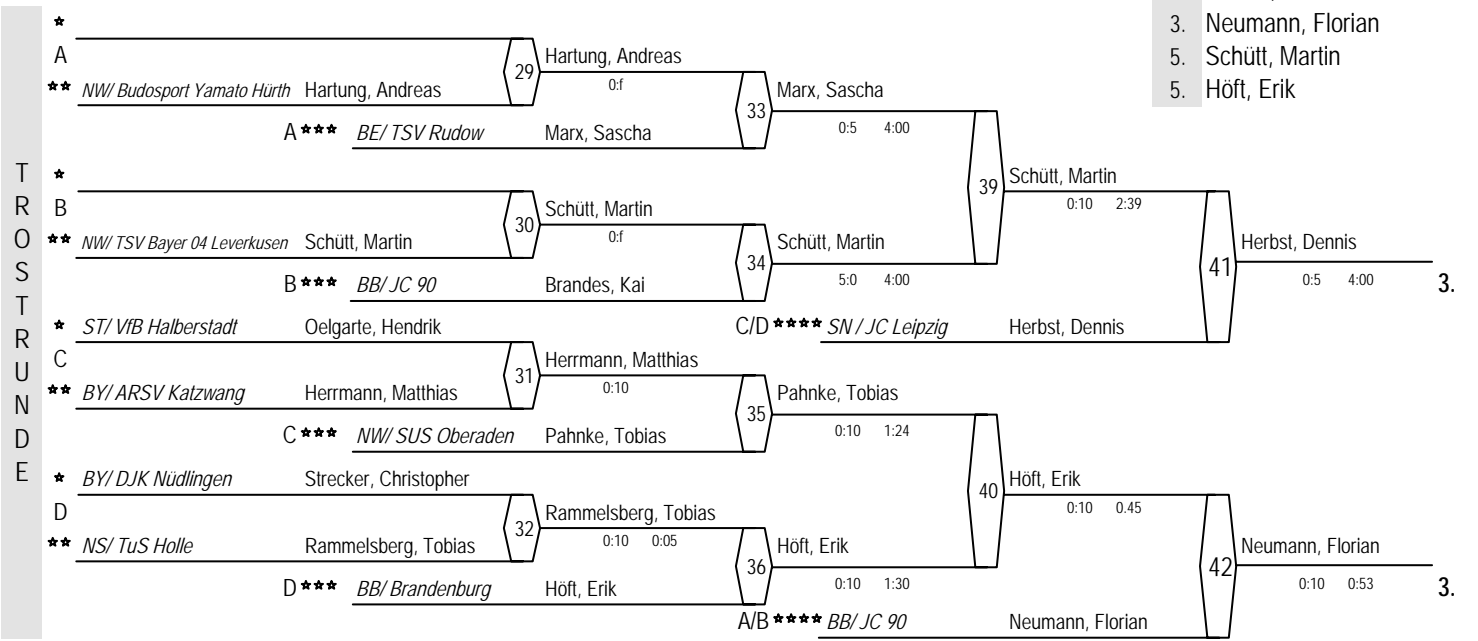 3. Neumann, Florian
5. Schütt, Martin
5. Höft, Erik
TROSTRUNDE
*
A
** NW/ Budosport Yamato Hürth Hartung, Andreas
29
Hartung, Andreas
0:f
A *** BE/ TSV Rudow Marx, Sascha
33
Marx, Sascha
0:5 4:00
*
B
** NW/ TSV Bayer 04 Leverkusen Schütt, Martin
30
Schütt, Martin
0:f
B *** BB/ JC 90 Brandes, Kai
34
Schütt, Martin
5:0 4:00
39
Schütt, Martin
0:10 2:39
C/D **** SN / JC Leipzig Herbst, Dennis
41
Herbst, Dennis
0:5 4:00
3.
* ST/ VfB Halberstadt Oelgarte, Hendrik
C
** BY/ ARSV Katzwang Herrmann, Matthias
31
Herrmann, Matthias
0:10
C *** NW/ SUS Oberaden Pahnke, Tobias
35
Pahnke, Tobias
0:10 1:24
* BY/ DJK Nüdlingen Strecker, Christopher
D
** NS/ TuS Holle Rammelsberg, Tobias
32
Rammelsberg, Tobias
0:10 0:05
D *** BB/ Brandenburg Höft, Erik
36
Höft, Erik
0:10 1:30
40
Höft, Erik
0:10 0.45
A/B **** BB/ JC 90 Neumann, Florian
42
Neumann, Florian
0:10 0:53
3.